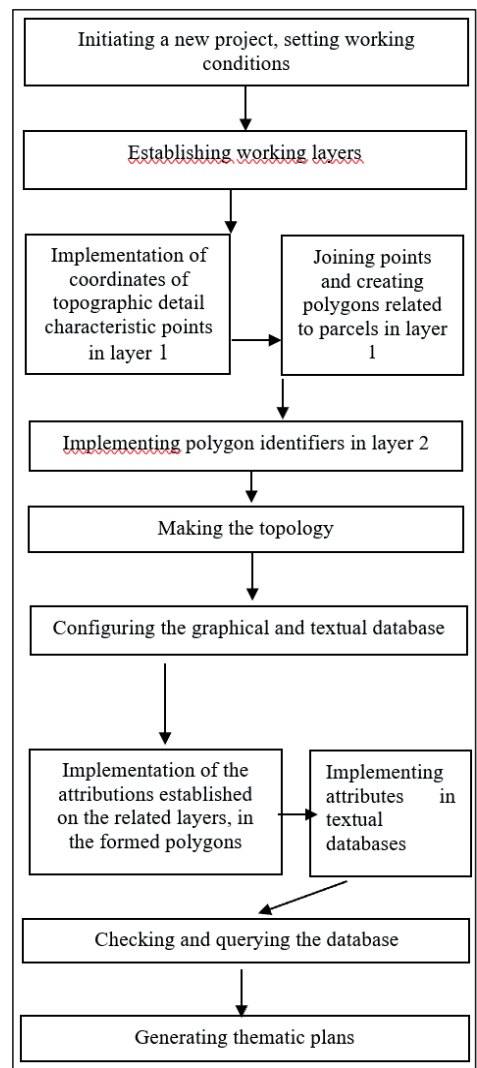 Initiating a new project, setting working
conditions
Establishing working layers
Implementation of
coordinates of
topographic detail
characteristic points
in layer 1
Joining points
and creating
polygons related
to parcels in layer
1
Implementing polygon identifiers in layer 2
Making the topology
Configuring the graphical and textual database
Implementation of the
attributions established
on the related layers, in
the formed polygons
Implementing
attributes in
textual
databases
Checking and querying the database
Generating thematic plans